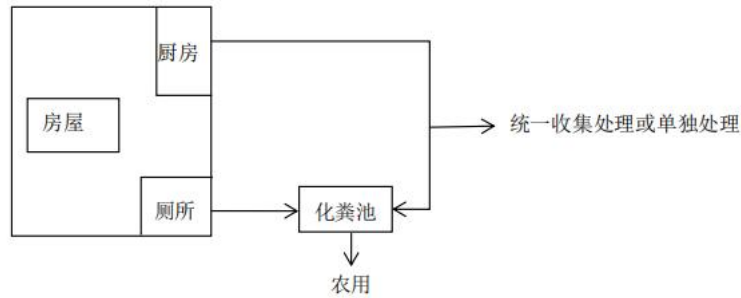 厨房
房屋
统一收集处理或单独处理
厕所
化粪池
农用